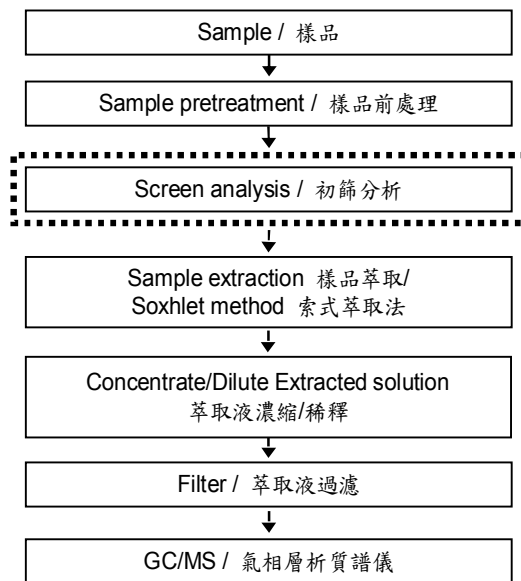 Sample / 樣品
Sample pretreatment / 樣品前處理
Screen analysis / 初篩分析
Sample extraction 樣品萃取/
Soxhlet method 索式萃取法
Concentrate/Dilute Extracted solution
萃取液濃縮/稀釋
Filter / 萃取液過濾
GC/MS / 氣相層析質譜儀